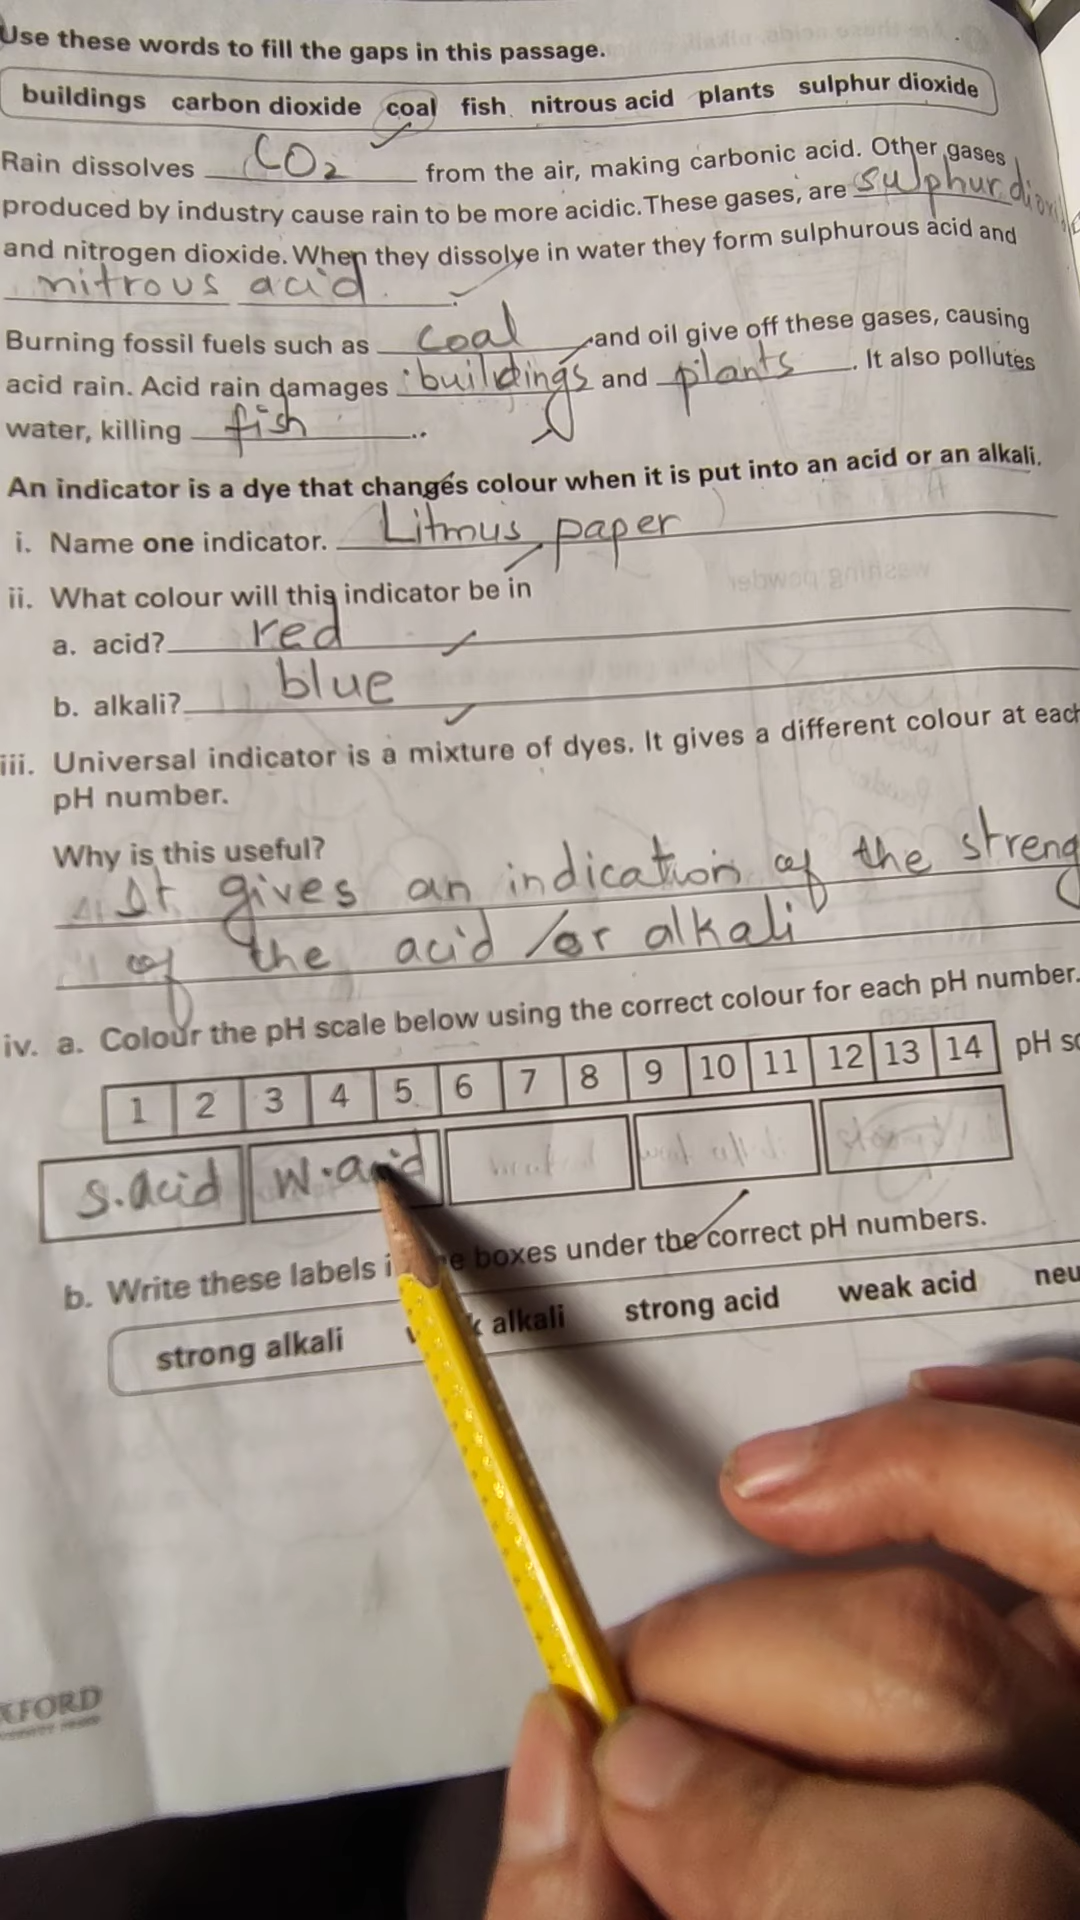 Use these words to fill the gaps in this passage.
buildings carbon dioxide coal fish nitrous acid plants sulphur dioxide
Rain dissolves CO₂ from the air, making carbonic acid. Other gases
produced by industry cause rain to be more acidic. These gases, are sulphur
and nitrogen dioxide. When they dissolve in water they form sulphurous acid and
nitrous acid.
Burning fossil fuels such as coal and oil give off these gases, causing
acid rain. Acid rain damages buildings and plants. It also pollutes
water, killing fish..
An indicator is a dye that changes colour when it is put into an acid or an alkali.
i. Name one indicator. Litmus paper
ii. What colour will this indicator be in
a. acid? red
b. alkali? blue
iii. Universal indicator is a mixture of dyes. It gives a different colour at each
pH number.
Why is this useful?
It gives an indication of the streng
of the acid /or alkali
iv. a. Colour the pH scale below using the correct colour for each pH number.
1 2 3 4 5 6 7 8 9 10 11 12 13 14 pH sc
S.acid W.acid
b. Write these labels i boxes under the correct pH numbers.
strong alkali alkali strong acid weak acid neu
XFORD